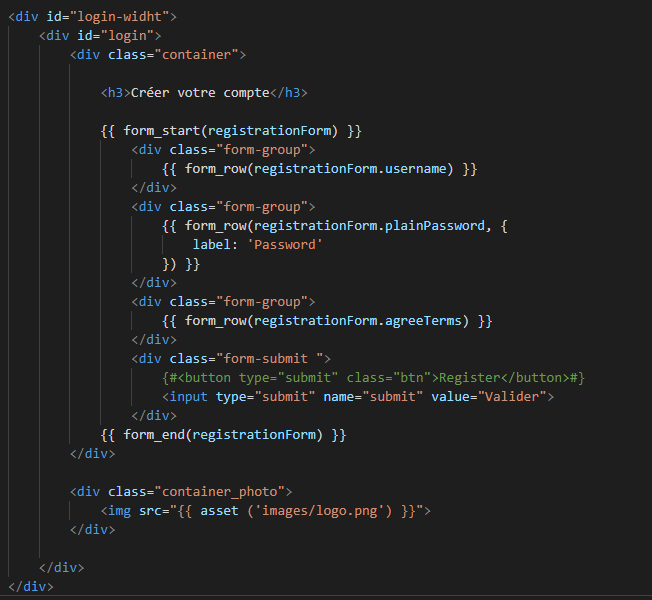 <div id="login-widht">
<div id="login">
<div class="container">
<h3>Créer votre compte</h3>
{{ form_start(registrationForm) }}
<div class="form-group">
{{ form_row(registrationForm.username) }}
</div>
<div class="form-group">
{{ form_row(registrationForm.plainPassword, {
label: 'Password'
}) }}
</div>
<div class="form-group">
{{ form_row(registrationForm.agreeTerms) }}
</div>
<div class="form-submit ">
{#<button type="submit" class="btn">Register</button>#}
<input type="submit" name="submit" value="Valider">
</div>
{{ form_end(registrationForm) }}
</div>
<div class="container_photo">
<img src="{{ asset ('images/logo.png') }}">
</div>
</div>
</div>